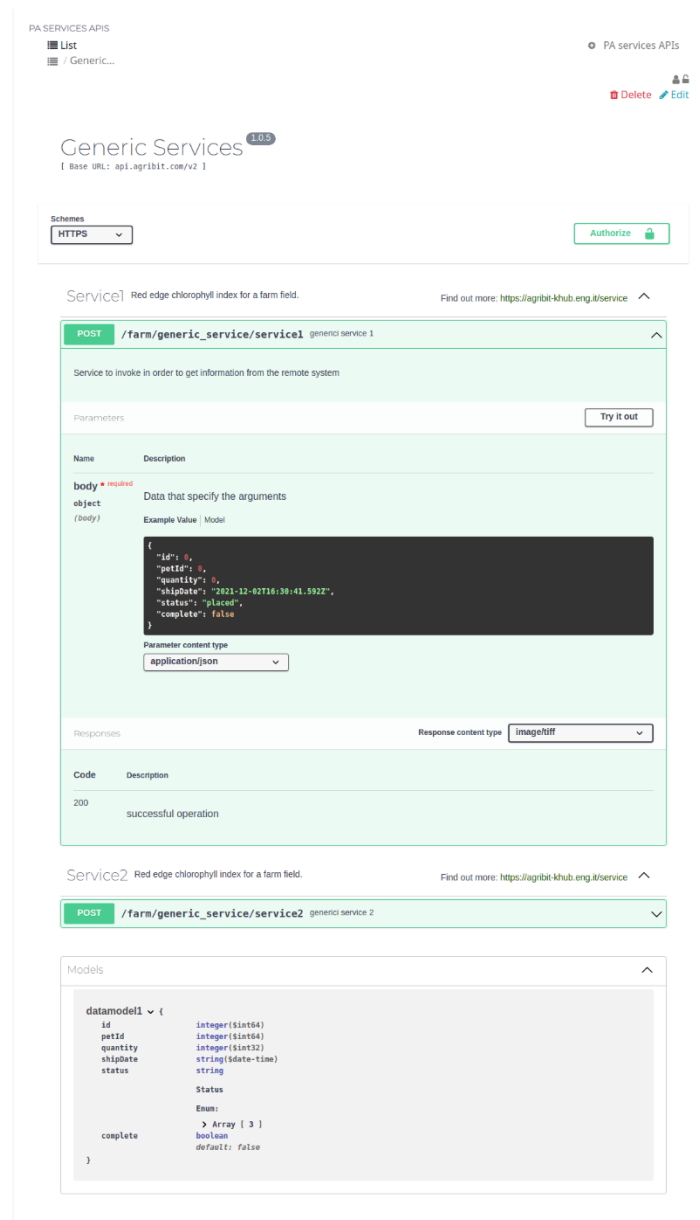 PA SERVICES APIS
List
PA services APIs
/ Generic...
Delete Edit
Generic Services 1.0.5
[ Base URL: api.agribit.com/v2 ]
Schemes
HTTPS
Authorize
Service1 Red edge chlorophyll index for a farm field.
Find out more: https://agribit-khub.eng.it/service
POST /farm/generic_service/service1 generici service 1
Service to invoke in order to get information from the remote system
Parameters
Try it out
Name Description
body * required
object
(body)
Data that specify the arguments
Example Value | Model
{
"id": 0,
"petId": 0,
"quantity": 0,
"shipDate": "2021-12-02T16:30:41.592Z",
"status": "placed",
"complete": false
}
Parameter content type
application/json
Responses
Response content type image/tiff
Code Description
200
successful operation
Service2 Red edge chlorophyll index for a farm field.
Find out more: https://agribit-khub.eng.it/service
POST /farm/generic_service/service2 generici service 2
Models
datamodel1 {
id integer($int64)
petId integer($int64)
quantity integer($int32)
shipDate string($date-time)
status string
Status
Enum:
Array [ 3 ]
complete boolean
default: false
}